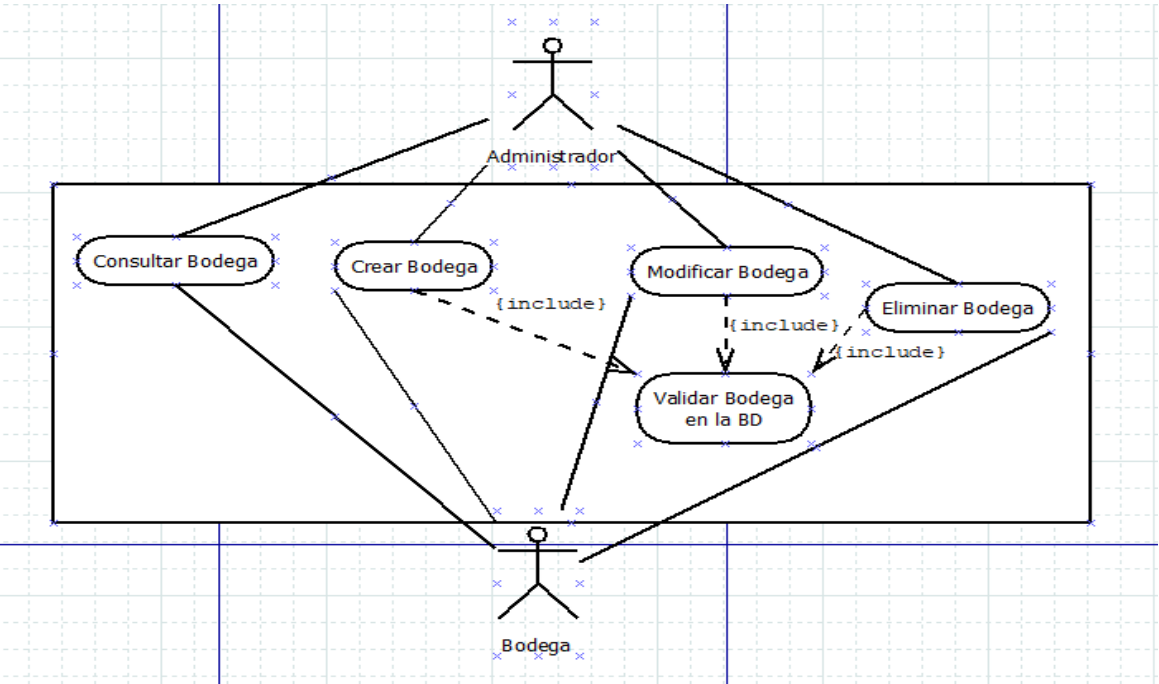 Administrador
Consultar Bodega
Crear Bodega
Modificar Bodega
Eliminar Bodega
{include}
{include}
{include}
Validar Bodega
en la BD
Bodega